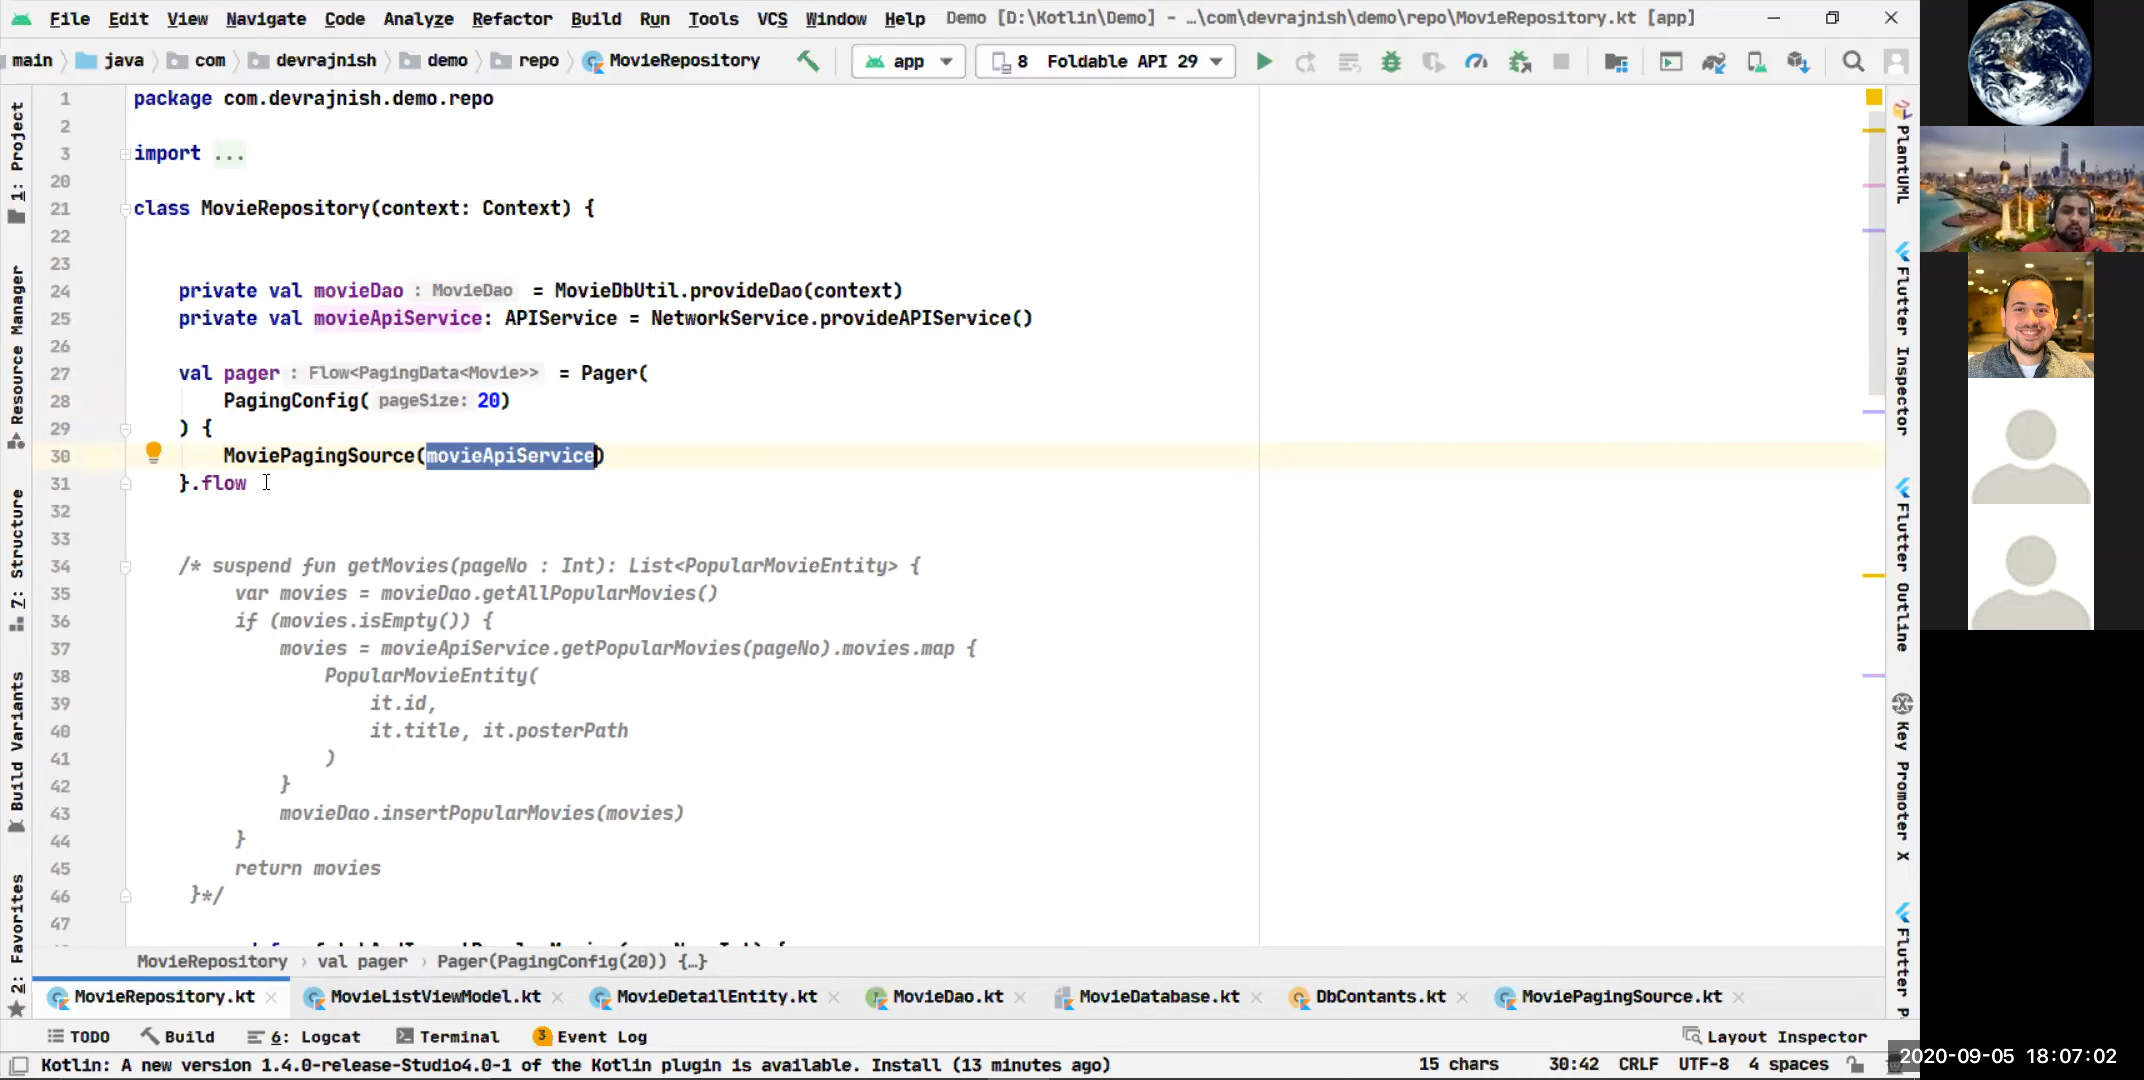 File Edit View Navigate Code Analyze Refactor Build Run Tools VCS Window Help Demo [D:\Kotlin\Demo] - …\com\devrajnish\demo\repo\MovieRepository.kt [app]
main java com devrajnish demo repo MovieRepository app 8 Foldable API 29
1 package com.devrajnish.demo.repo
2
3 import ...
20
21 class MovieRepository(context: Context) {
22
23
24 private val movieDao : MovieDao = MovieDbUtil.provideDao(context)
25 private val movieApiService: APIService = NetworkService.provideAPIService()
26
27 val pager : Flow<PagingData<Movie>> = Pager(
28 PagingConfig( pageSize: 20)
29 ) {
30 MoviePagingSource(movieApiService)
31 }.flow
32
33
34 /* suspend fun getMovies(pageNo : Int): List<PopularMovieEntity> {
35 var movies = movieDao.getAllPopularMovies()
36 if (movies.isEmpty()) {
37 movies = movieApiService.getPopularMovies(pageNo).movies.map {
38 PopularMovieEntity(
39 it.id,
40 it.title, it.posterPath
41 )
42 }
43 movieDao.insertPopularMovies(movies)
44 }
45 return movies
46 }*/
47
MovieRepository › val pager › Pager(PagingConfig(20)) {…}
MovieRepository.kt MovieListViewModel.kt MovieDetailEntity.kt MovieDao.kt MovieDatabase.kt DbContants.kt MoviePagingSource.kt
TODO Build 6: Logcat Terminal 3 Event Log Layout Inspector
Kotlin: A new version 1.4.0-release-Studio4.0-1 of the Kotlin plugin is available. Install (13 minutes ago) 15 chars 30:42 CRLF UTF-8 4 spaces
2020-09-05 18:07:02
1: Project
Resource Manager
7: Structure
Build Variants
2: Favorites
PlantUML
Flutter Inspector
Flutter Outline
Key Promoter X
Flutter P